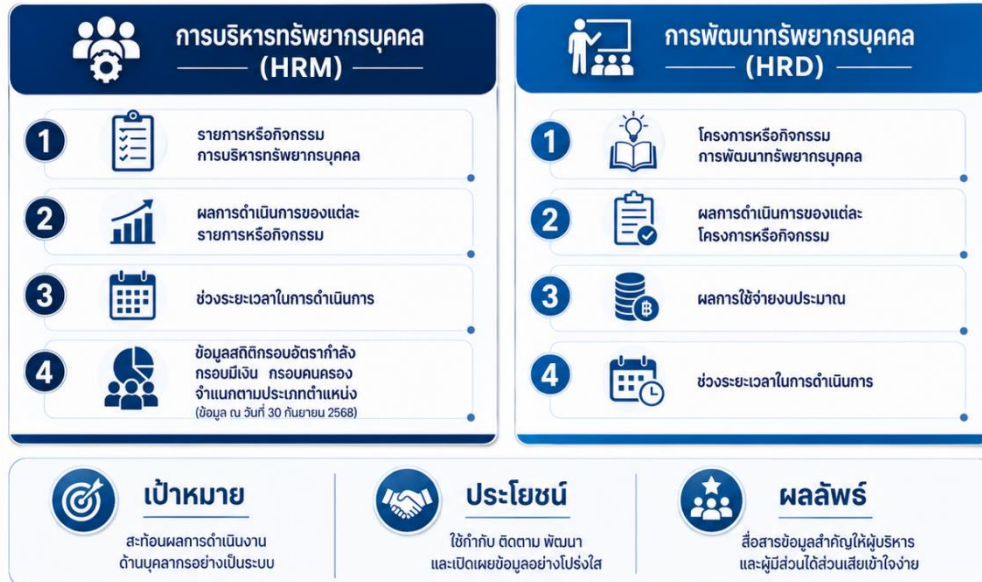 การบริหารทรัพยากรบุคคล
(HRM)
1
รายการหรือกิจกรรม
การบริหารทรัพยากรบุคคล
2
ผลการดำเนินการของแต่ละ
รายการหรือกิจกรรม
3
ช่วงระยะเวลาในการดำเนินการ
4
ข้อมูลสถิติกรอบอัตรากำลัง
กรอบมีเงิน กรอบคนครอง
จำแนกตามประเภทตำแหน่ง
(ข้อมูล ณ วันที่ 30 กันยายน 2568)
การพัฒนาทรัพยากรบุคคล
(HRD)
1
โครงการหรือกิจกรรม
การพัฒนาทรัพยากรบุคคล
2
ผลการดำเนินการของแต่ละ
โครงการหรือกิจกรรม
3
฿
ผลการใช้จ่ายงบประมาณ
4
ช่วงระยะเวลาในการดำเนินการ
เป้าหมาย
สะท้อนผลการดำเนินงาน
ด้านบุคลากรอย่างเป็นระบบ
ประโยชน์
ใช้กำกับ ติดตาม พัฒนา
และเปิดเผยข้อมูลอย่างโปร่งใส
ผลลัพธ์
สื่อสารข้อมูลสำคัญให้ผู้บริหาร
และผู้มีส่วนได้ส่วนเสียเข้าใจง่าย